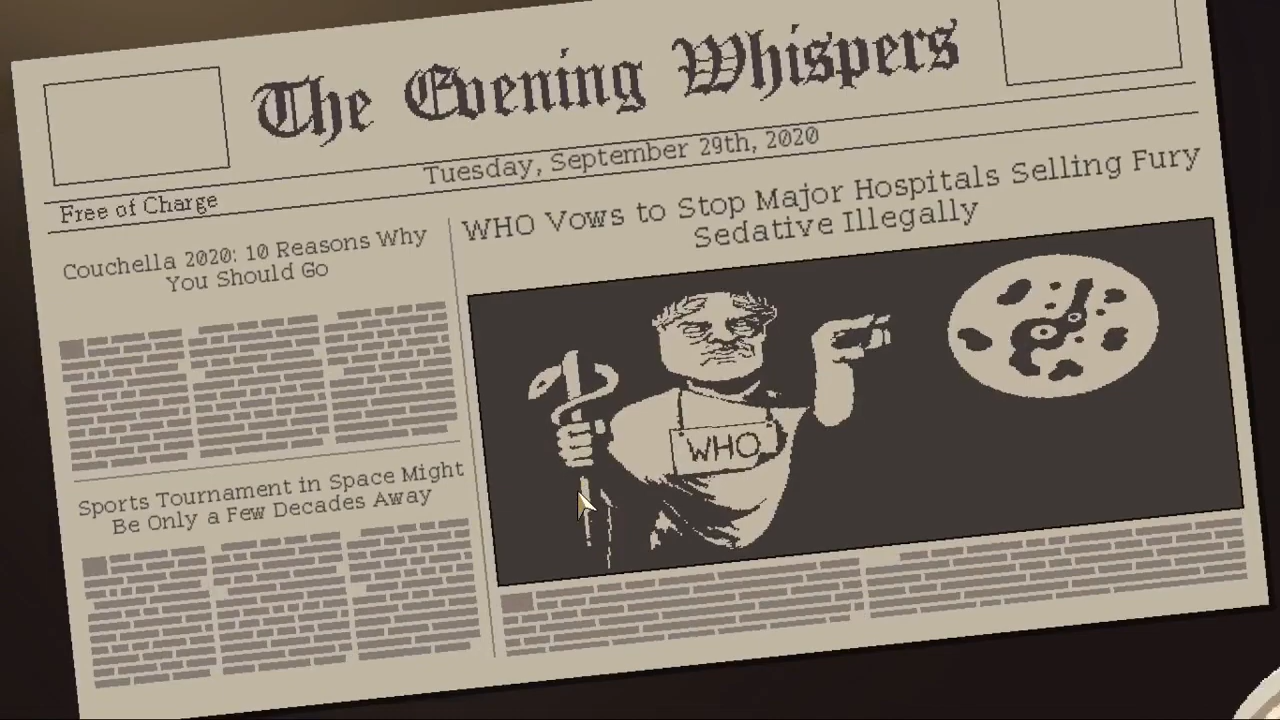 The Evening Whispers
Tuesday, September 29th, 2020
Free of Charge
Couchella 2020: 10 Reasons Why
You Should Go
Sports Tournament in Space Might
Be Only a Few Decades Away
WHO Vows to Stop Major Hospitals Selling Fury
Sedative Illegally
WHO